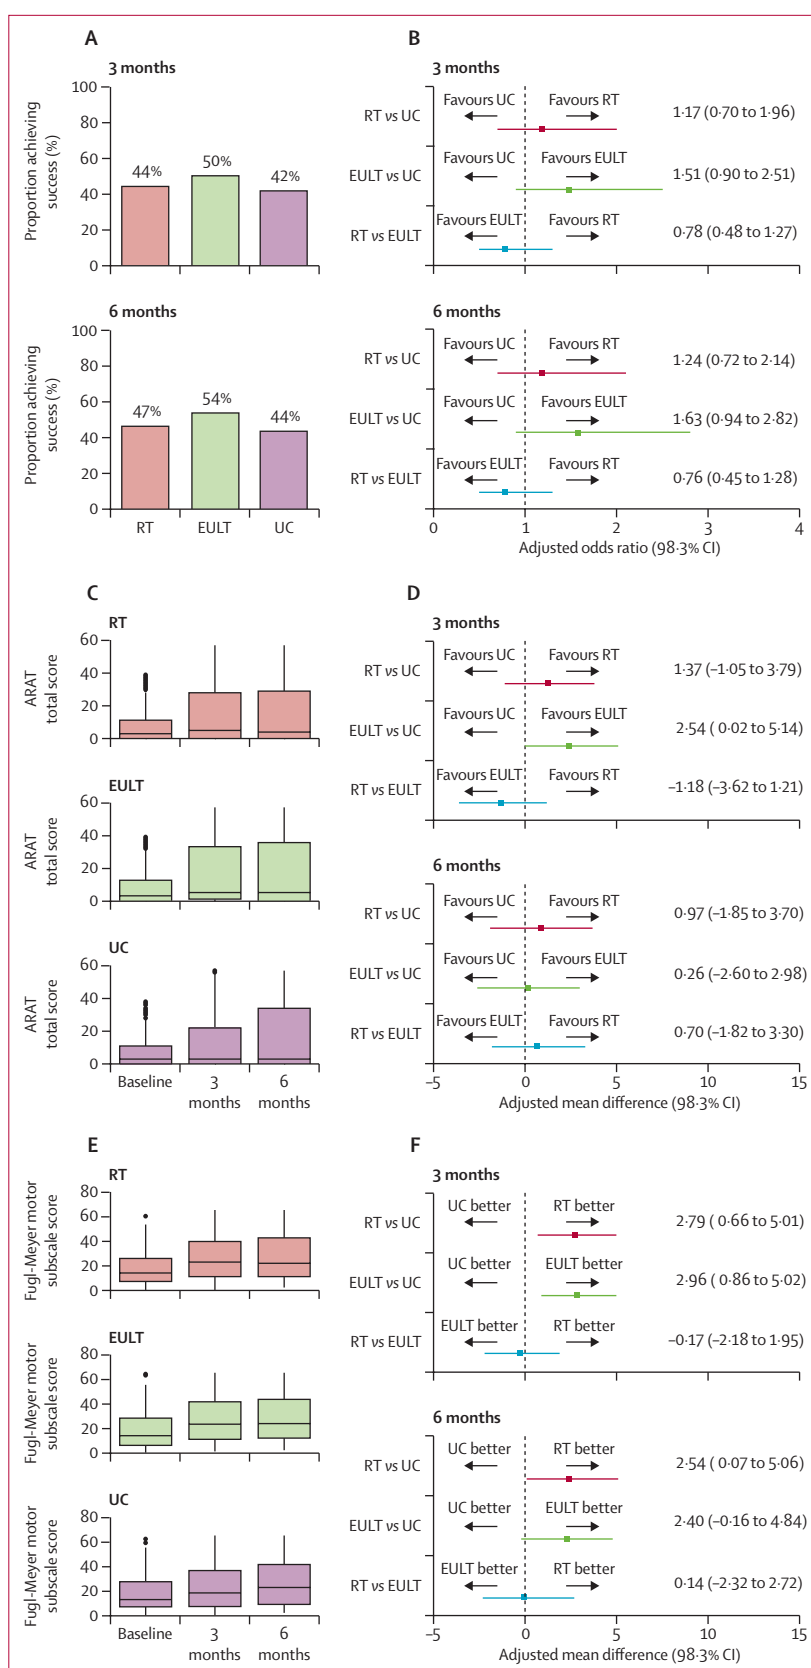 A
3 months
Proportion achieving
success (%)
100
80
60
40
20
0
44%
50%
42%
6 months
Proportion achieving
success (%)
100
80
60
40
20
0
47%
54%
44%
RT
EULT
UC
B
3 months
RT vs UC
Favours UC
Favours RT
1·17 (0·70 to 1·96)
EULT vs UC
Favours UC
Favours EULT
1·51 (0·90 to 2·51)
RT vs EULT
Favours EULT
Favours RT
0·78 (0·48 to 1·27)
6 months
RT vs UC
Favours UC
Favours RT
1·24 (0·72 to 2·14)
EULT vs UC
Favours UC
Favours EULT
1·63 (0·94 to 2·82)
RT vs EULT
Favours EULT
Favours RT
0·76 (0·45 to 1·28)
0
1
2
3
4
Adjusted odds ratio (98·3% CI)
C
RT
ARAT
total score
60
40
20
0
EULT
ARAT
total score
60
40
20
0
UC
ARAT
total score
60
40
20
0
Baseline
3
months
6
months
D
3 months
RT vs UC
Favours UC
Favours RT
1·37 (–1·05 to 3·79)
EULT vs UC
Favours UC
Favours EULT
2·54 ( 0·02 to 5·14)
RT vs EULT
Favours EULT
Favours RT
–1·18 (–3·62 to 1·21)
6 months
RT vs UC
Favours UC
Favours RT
0·97 (–1·85 to 3·70)
EULT vs UC
Favours UC
Favours EULT
0·26 (–2·60 to 2·98)
RT vs EULT
Favours EULT
Favours RT
0·70 (–1·82 to 3·30)
–5
0
5
10
15
Adjusted mean difference (98·3% CI)
E
RT
Fugl-Meyer motor
subscale score
80
60
40
20
0
EULT
Fugl-Meyer motor
subscale score
80
60
40
20
0
UC
Fugl-Meyer motor
subscale score
80
60
40
20
0
Baseline
3
months
6
months
F
3 months
RT vs UC
UC better
RT better
2·79 ( 0·66 to 5·01)
EULT vs UC
UC better
EULT better
2·96 ( 0·86 to 5·02)
RT vs EULT
EULT better
RT better
–0·17 (–2·18 to 1·95)
6 months
RT vs UC
UC better
RT better
2·54 ( 0·07 to 5·06)
EULT vs UC
UC better
EULT better
2·40 (–0·16 to 4·84)
RT vs EULT
EULT better
RT better
0·14 (–2·32 to 2·72)
–5
0
5
10
15
Adjusted mean difference (98·3% CI)